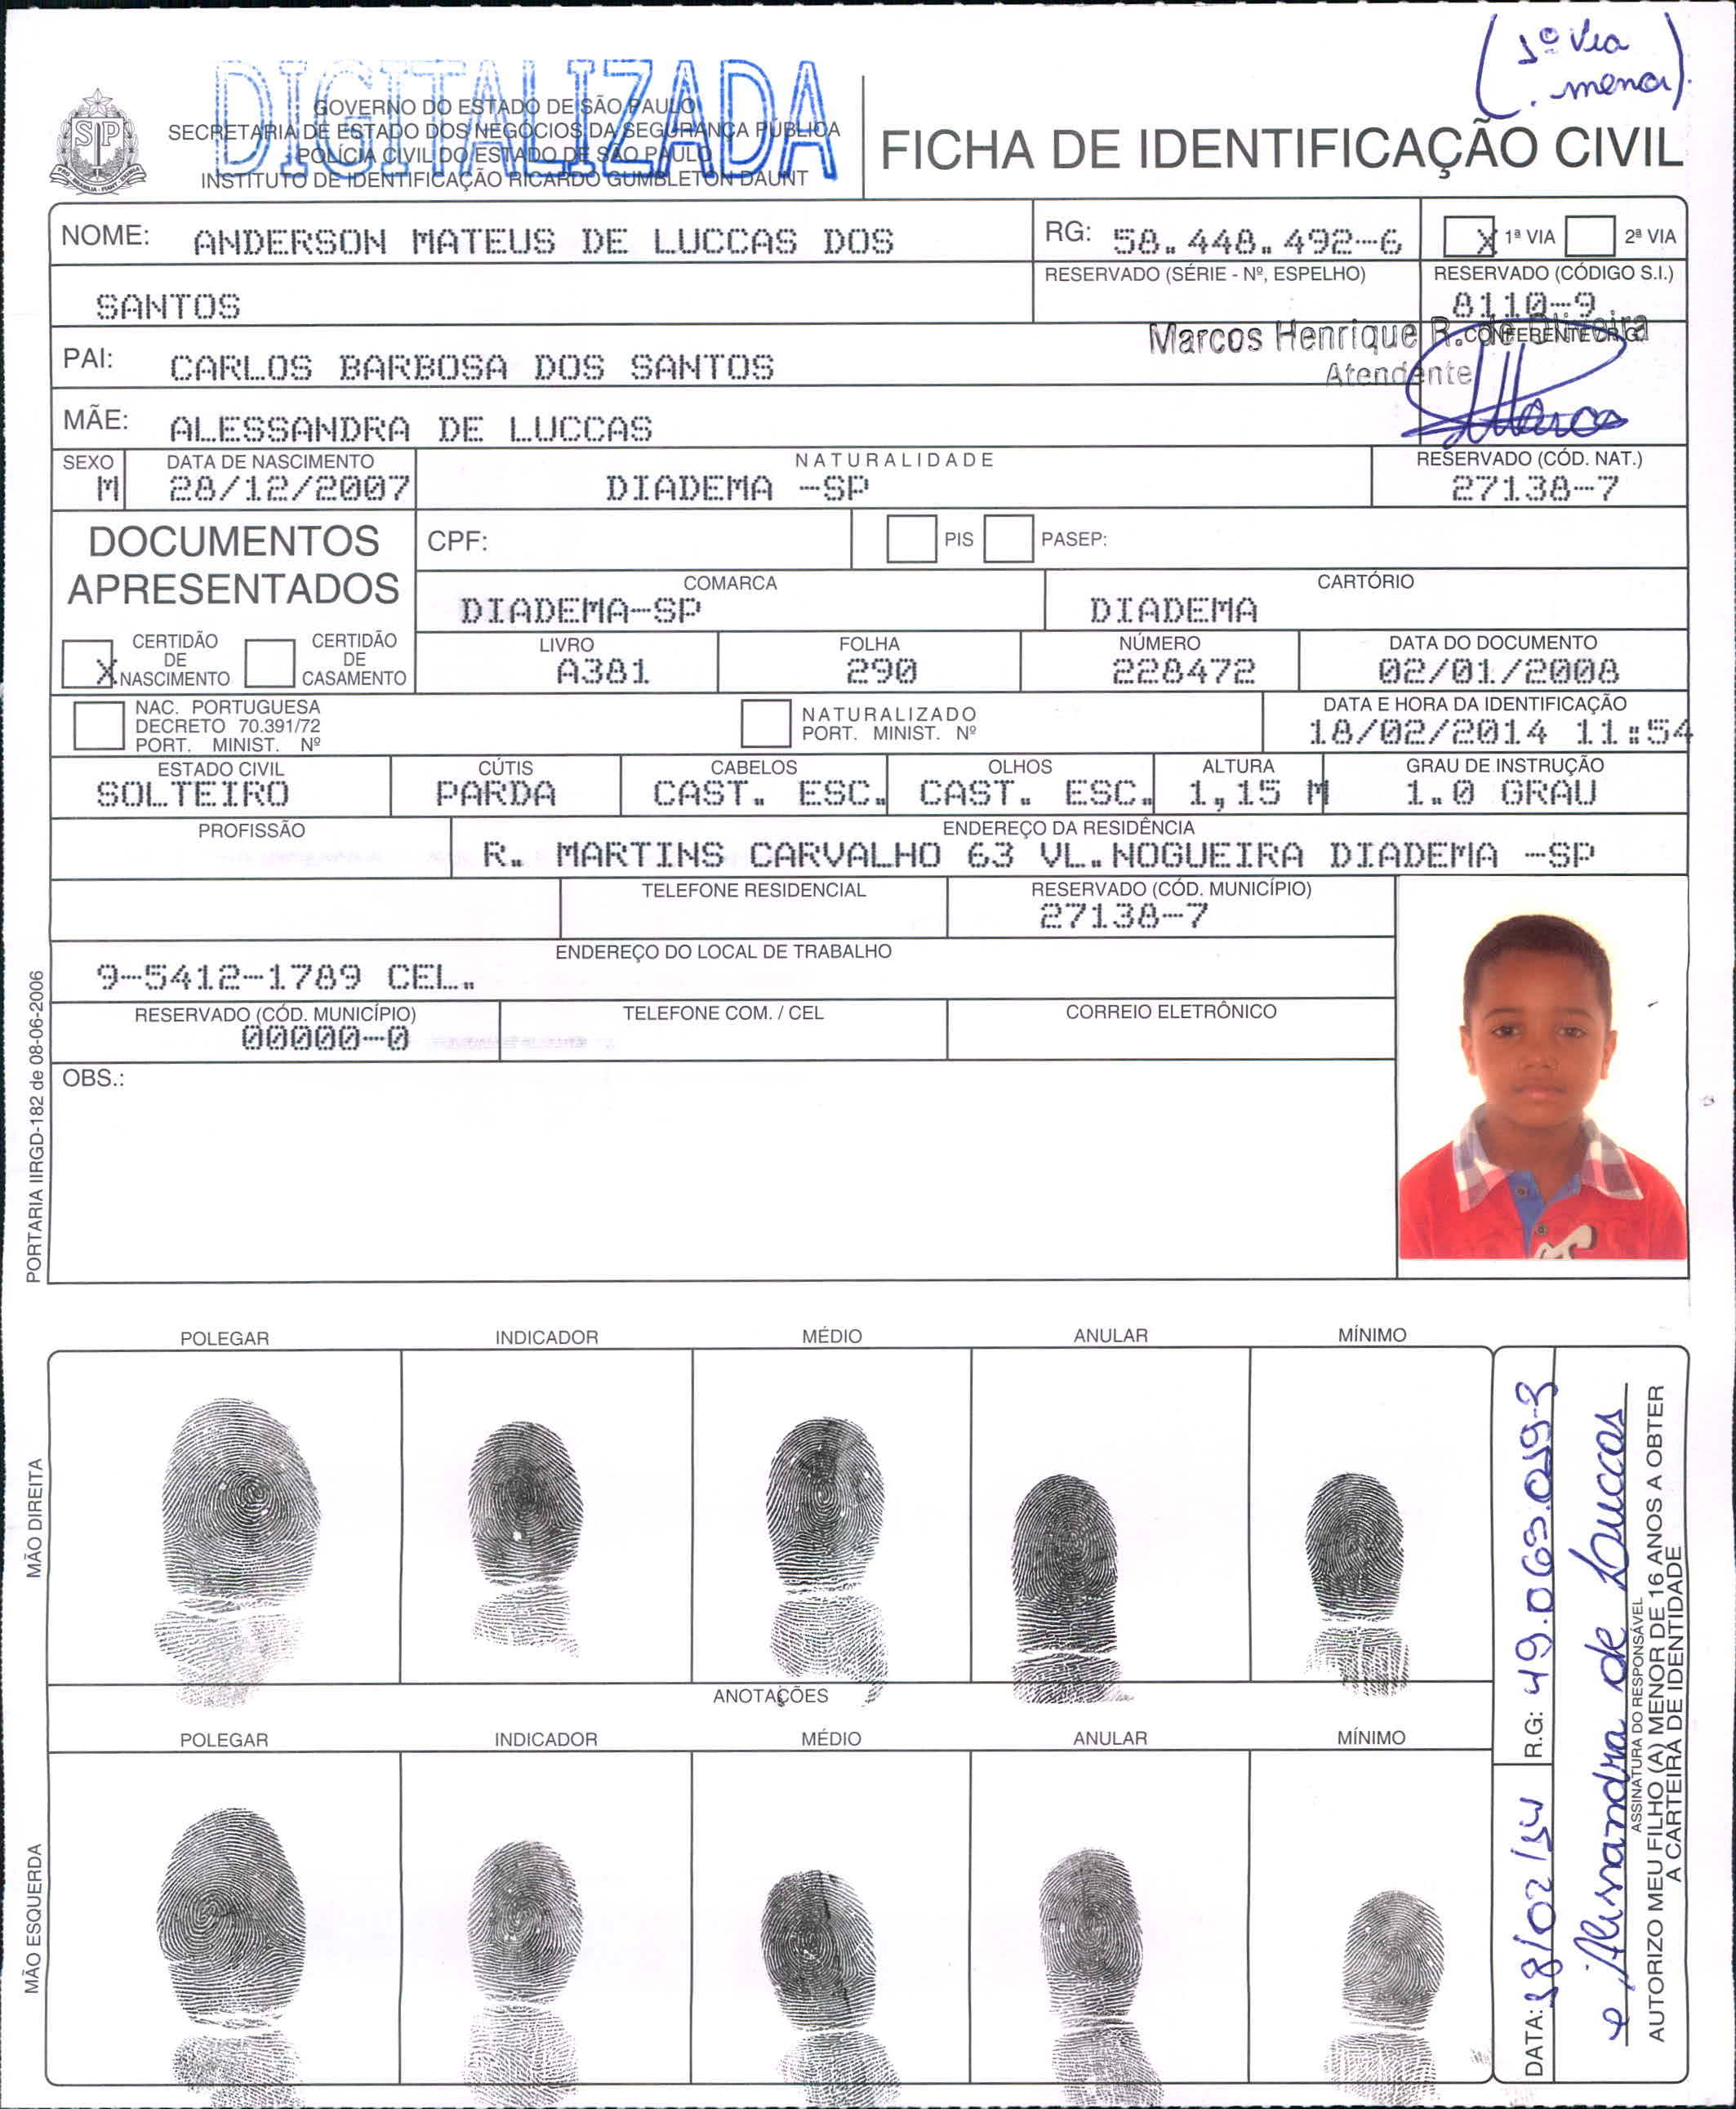 (1ª via
menor).
DIGITALIZADA
GOVERNO DO ESTADO DE SÃO PAULO
SECRETARIA DE ESTADO DOS NEGÓCIOS DA SEGURANÇA PÚBLICA
POLÍCIA CIVIL DO ESTADO DE SÃO PAULO
INSTITUTO DE IDENTIFICAÇÃO RICARDO GUMBLETON DAUNT
FICHA DE IDENTIFICAÇÃO CIVIL
NOME: ANDERSON MATEUS DE LUCCAS DOS
RG: 58.448.492-6
X 1ª VIA 2ª VIA
SANTOS
RESERVADO (SÉRIE - Nº, ESPELHO)
RESERVADO (CÓDIGO S.I.)
8110-9
Marcos Henrique R. de Oliveira
Atendente
PAI: CARLOS BARBOSA DOS SANTOS
MÃE: ALESSANDRA DE LUCCAS
SEXO DATA DE NASCIMENTO NATURALIDADE RESERVADO (CÓD. NAT.)
M 28/12/2007 DIADEMA -SP 27138-7
DOCUMENTOS
APRESENTADOS
CPF: PIS PASEP:
COMARCA CARTÓRIO
DIADEMA-SP DIADEMA
CERTIDÃO
DE
X NASCIMENTO
CERTIDÃO
DE
CASAMENTO
LIVRO FOLHA NÚMERO DATA DO DOCUMENTO
A381 290 228472 02/01/2008
NAC. PORTUGUESA
DECRETO 70.391/72
PORT. MINIST. Nº
NATURALIZADO
PORT. MINIST. Nº
DATA E HORA DA IDENTIFICAÇÃO
18/02/2014 11:54
ESTADO CIVIL CÚTIS CABELOS OLHOS ALTURA GRAU DE INSTRUÇÃO
SOLTEIRO PARDA CAST. ESC. CAST. ESC. 1,15 M 1.0 GRAU
PROFISSÃO ENDEREÇO DA RESIDÊNCIA
R. MARTINS CARVALHO 63 VL.NOGUEIRA DIADEMA -SP
TELEFONE RESIDENCIAL RESERVADO (CÓD. MUNICÍPIO)
27138-7
ENDEREÇO DO LOCAL DE TRABALHO
9-5412-1789 CEL.
RESERVADO (CÓD. MUNICÍPIO) TELEFONE COM. / CEL CORREIO ELETRÔNICO
00000-0
OBS.:
PORTARIA IIRGD-182 de 08-06-2006
POLEGAR INDICADOR MÉDIO ANULAR MÍNIMO
MÃO DIREITA
ANOTAÇÕES
POLEGAR INDICADOR MÉDIO ANULAR MÍNIMO
MÃO ESQUERDA
DATA: 18/02/14 R.G: 49.063.059-3
Alessandra de Luccas
ASSINATURA DO RESPONSÁVEL
AUTORIZO MEU FILHO (A) MENOR DE 16 ANOS A OBTER
A CARTEIRA DE IDENTIDADE